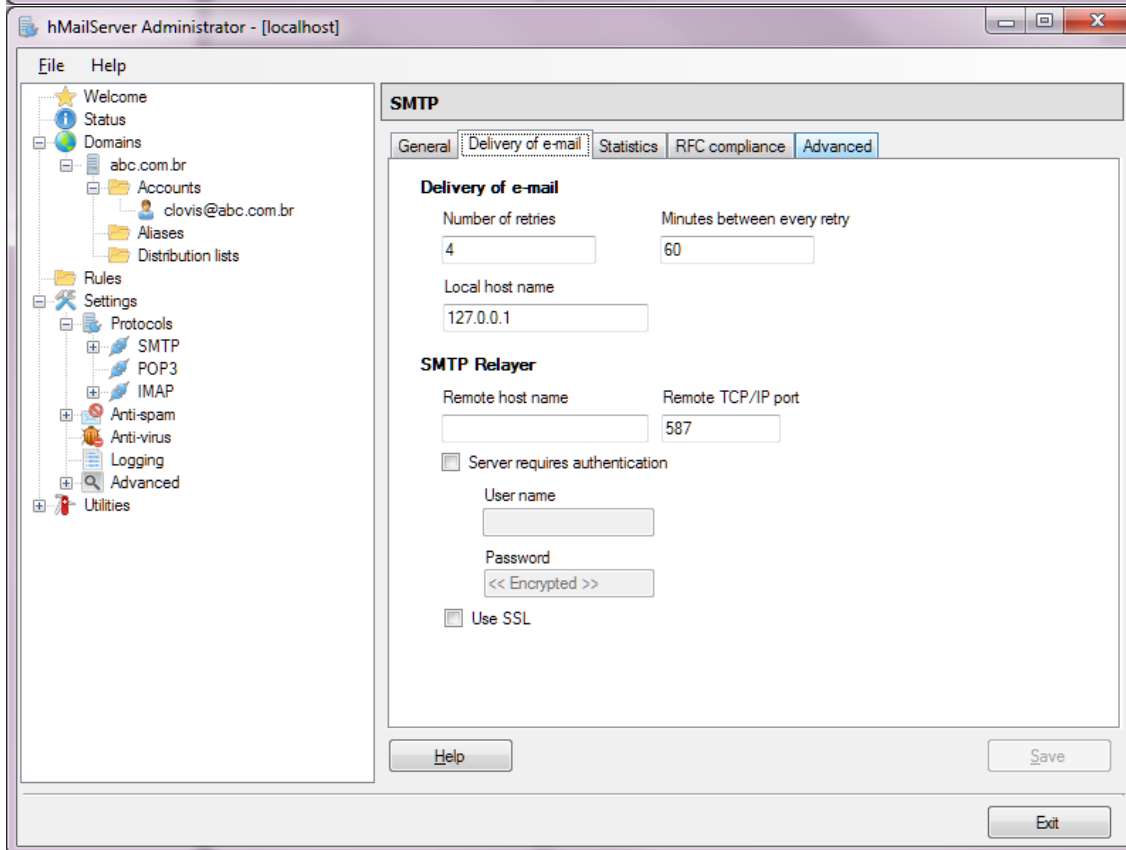 hMailServer Administrator - [localhost]
File Help
Welcome
Status
Domains
abc.com.br
Accounts
clovis@abc.com.br
Aliases
Distribution lists
Rules
Settings
Protocols
SMTP
POP3
IMAP
Anti-spam
Anti-virus
Logging
Advanced
Utilities
SMTP
General Delivery of e-mail Statistics RFC compliance Advanced
Delivery of e-mail
Number of retries Minutes between every retry
4 60
Local host name
127.0.0.1
SMTP Relayer
Remote host name Remote TCP/IP port
587
Server requires authentication
User name
Password
<< Encrypted >>
Use SSL
Help Save
Exit